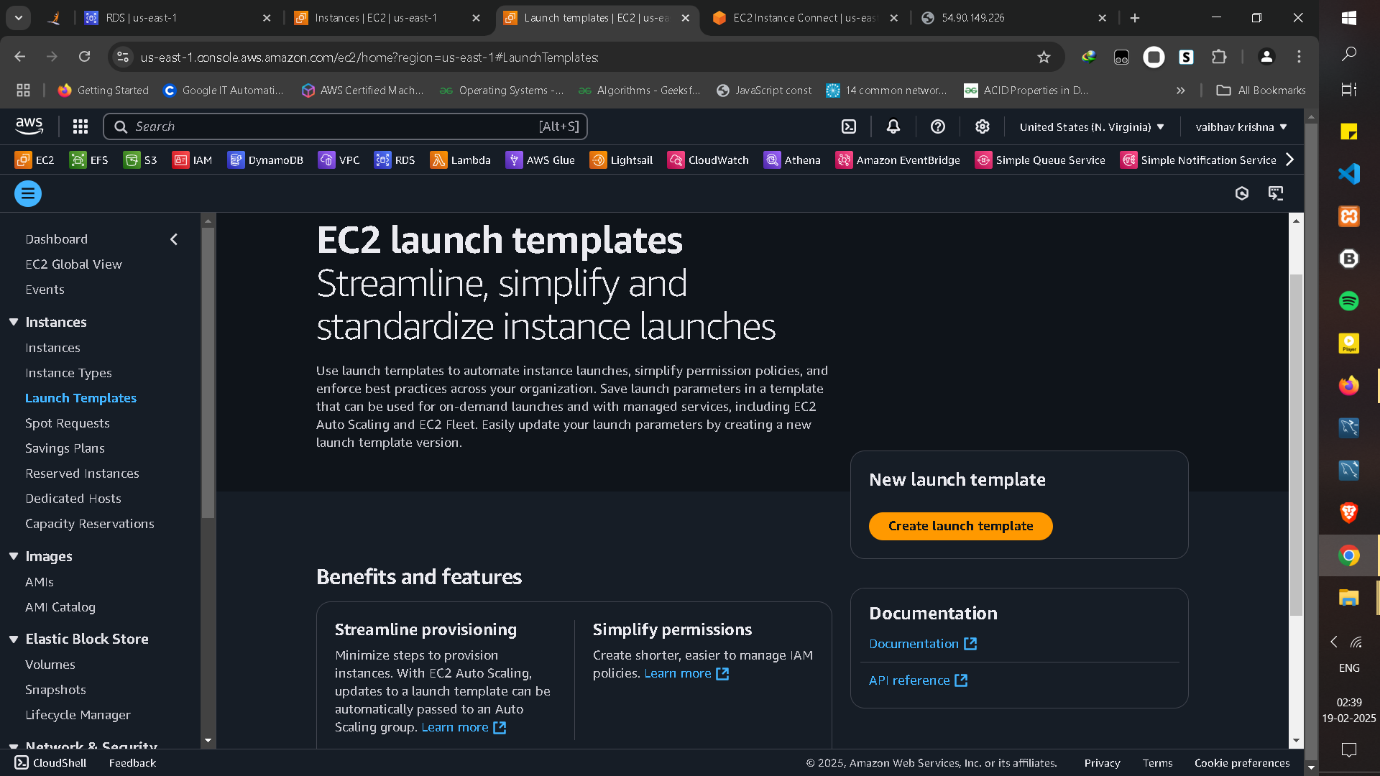 RDS | us-east-1
Instances | EC2 | us-east-1
Launch templates | EC2 | us-ea
EC2 Instance Connect | us-eas
54.90.149.226
us-east-1.console.aws.amazon.com/ec2/home?region=us-east-1#LaunchTemplates:
Getting Started
Google IT Automati...
AWS Certified Mach...
Operating Systems -...
Algorithms - Geeksf...
JavaScript const
14 common networ...
ACID Properties in D...
All Bookmarks
aws
Search
[Alt+S]
United States (N. Virginia)
vaibhav krishna
EC2
EFS
S3
IAM
DynamoDB
VPC
RDS
Lambda
AWS Glue
Lightsail
CloudWatch
Athena
Amazon EventBridge
Simple Queue Service
Simple Notification Service
Dashboard
EC2 Global View
Events
Instances
Instances
Instance Types
Launch Templates
Spot Requests
Savings Plans
Reserved Instances
Dedicated Hosts
Capacity Reservations
Images
AMIs
AMI Catalog
Elastic Block Store
Volumes
Snapshots
Lifecycle Manager
Network & Security
EC2 launch templates
Streamline, simplify and
standardize instance launches
Use launch templates to automate instance launches, simplify permission policies, and
enforce best practices across your organization. Save launch parameters in a template
that can be used for on-demand launches and with managed services, including EC2
Auto Scaling and EC2 Fleet. Easily update your launch parameters by creating a new
launch template version.
New launch template
Create launch template
Benefits and features
Streamline provisioning
Minimize steps to provision
instances. With EC2 Auto Scaling,
updates to a launch template can be
automatically passed to an Auto
Scaling group. Learn more
Simplify permissions
Create shorter, easier to manage IAM
policies. Learn more
Documentation
Documentation
API reference
CloudShell
Feedback
© 2025, Amazon Web Services, Inc. or its affiliates.
Privacy
Terms
Cookie preferences
ENG
02:39
19-02-2025